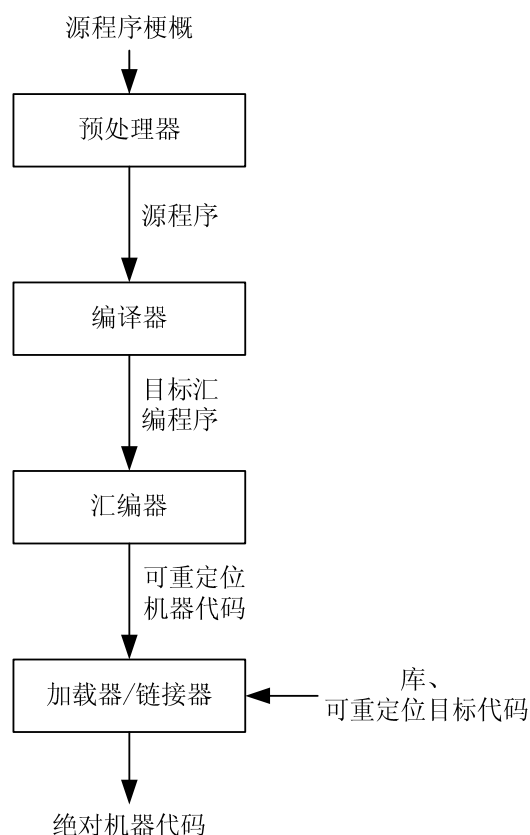 源程序梗概
预处理器
源程序
编译器
目标汇
编程序
汇编器
可重定位
机器代码
加载器/链接器
库、
可重定位目标代码
绝对机器代码